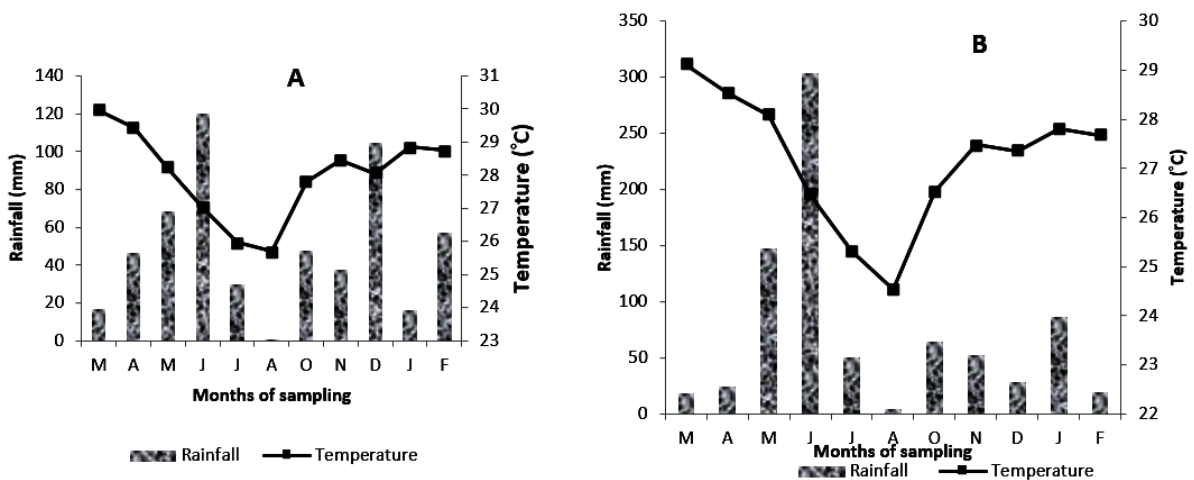 A
140
120
100
80
60
40
20
0
Rainfall (mm)
31
30
29
28
27
26
25
24
23
Temperature (°C)
M A M J J A O N D J F
Months of sampling
Rainfall Temperature
B
350
300
250
200
150
100
50
0
Rainfall (mm)
30
29
28
27
26
25
24
23
22
Temperature (°C)
M A M J J A O N D J F
Months of sampling
Rainfall Temperature